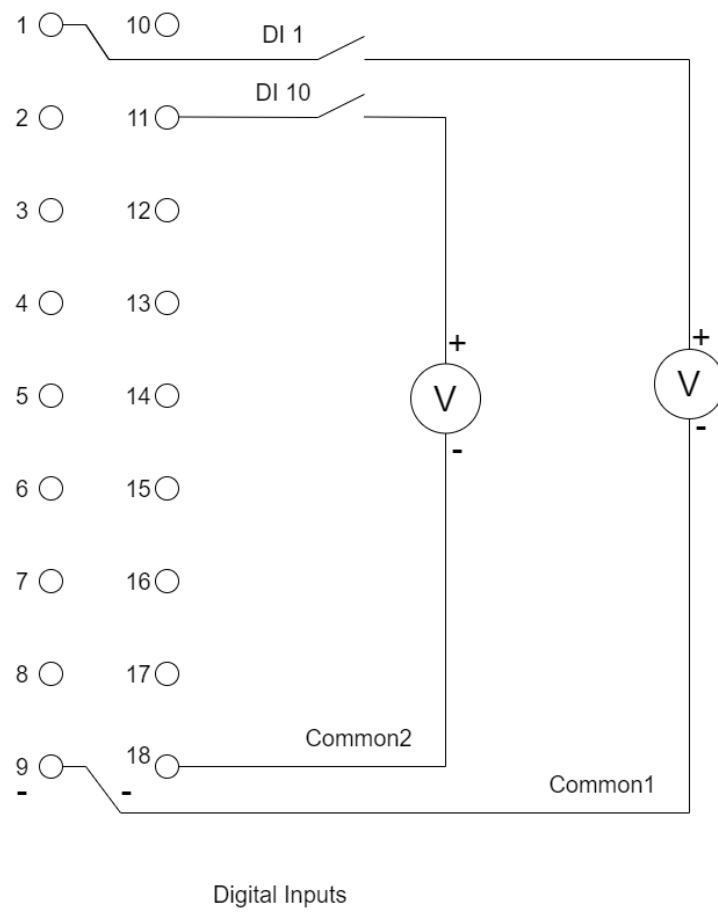 1 10 DI 1
DI 10
2 11
3 12
4 13
+ +
5 14 V V
- -
6 15
7 16
8 17
Common2
9 18
- - Common1
Digital Inputs